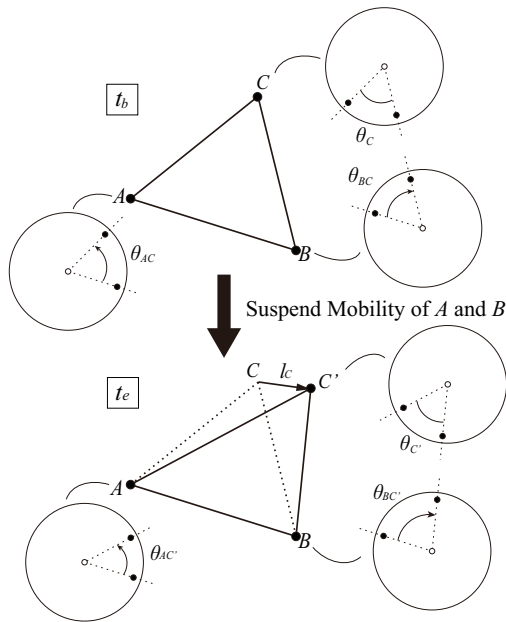 C
t_b
θ_C
A
θ_BC
θ_AC
B
Suspend Mobility of A and B
C l_C C'
t_e
θ_C'
A
θ_BC'
B
θ_AC'